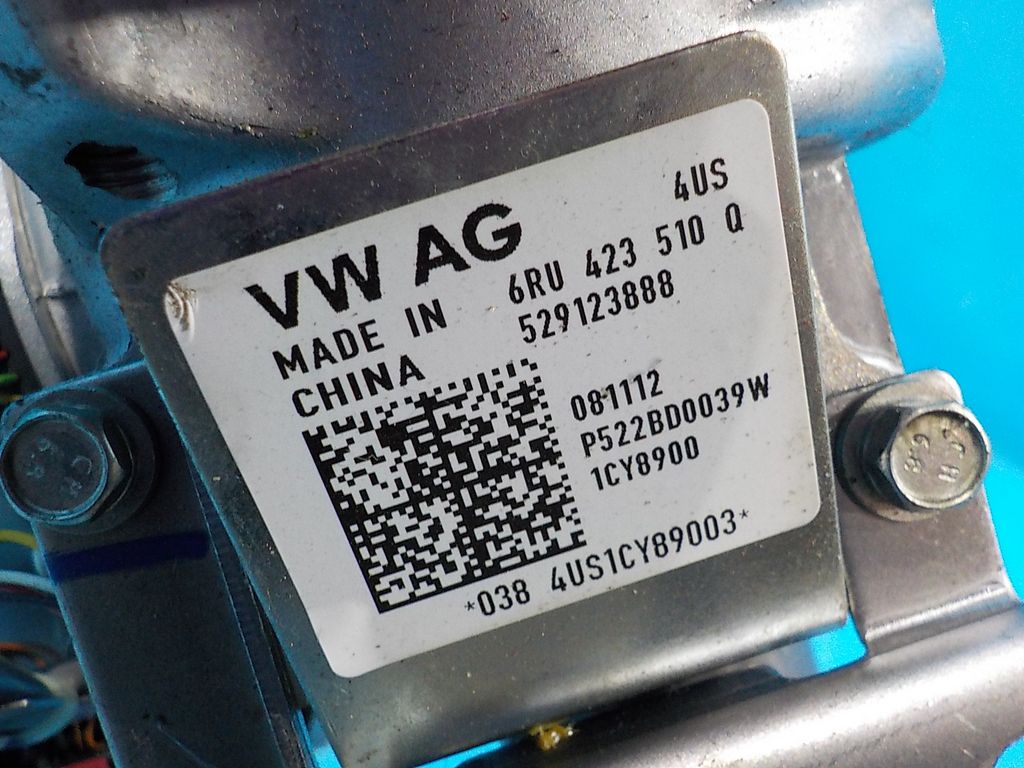 4US
VW AG
6RU 423 510 Q
MADE IN
529123888
CHINA
081112
P522BD0039W
1CY8900
*038 4US1CY89003*